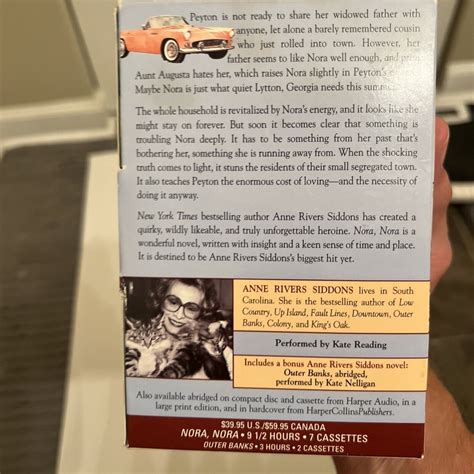 Peyton is not ready to share her widowed father with
anyone, let alone a barely remembered cousin
who just rolled into town. However, her
father seems to like Nora well enough, and
Aunt Augusta hates her, which raises Nora slightly in Peyton's
Maybe Nora is just what quiet Lytton, Georgia needs this
The whole household is revitalized by Nora's energy, and it looks like she
might stay on forever. But soon it becomes clear that something is
troubling Nora deeply. It has to be something from her past that's
bothering her, something she is running away from. When the shocking
truth comes to light, it stuns the residents of their small segregated town.
It also teaches Peyton the enormous cost of loving—and the necessity of
doing it anyway.
New York Times bestselling author Anne Rivers Siddons has created a
quirky, wildly likeable, and truly unforgettable heroine. Nora, Nora is a
wonderful novel, written with insight and a keen sense of time and place.
It is destined to be Anne Rivers Siddons's biggest hit yet.
ANNE RIVERS SIDDONS lives in South
Carolina. She is the bestselling author of Low
Country, Up Island, Fault Lines, Downtown, Outer
Banks, Colony, and King's Oak.
Performed by Kate Reading
Includes a bonus Anne Rivers Siddons novel:
Outer Banks, abridged,
performed by Kate Nelligan
Also available abridged on compact disc and cassette from Harper Audio, in a
large print edition, and in hardcover from HarperCollinsPublishers.
$39.95 U.S./$59.95 CANADA
NORA, NORA • 9 1/2 HOURS • 7 CASSETTES
OUTER BANKS • 3 HOURS • 2 CASSETTES